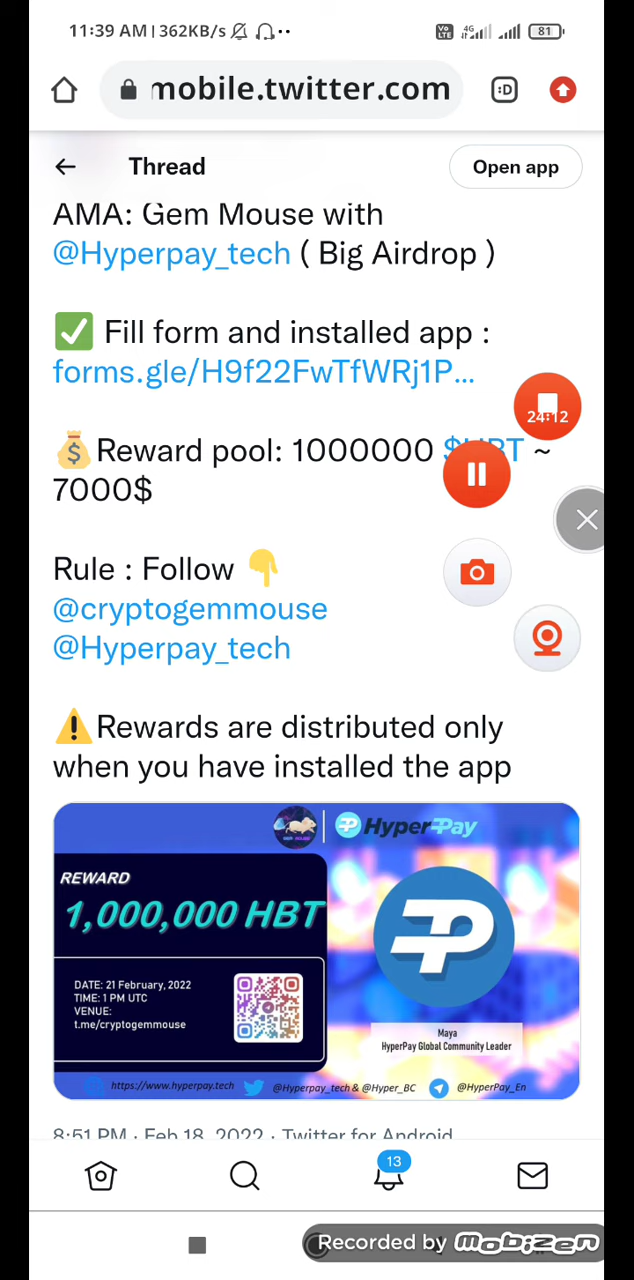 11:39 AM | 362KB/s
Vo LTE 4G 81
mobile.twitter.com
:D
Thread
Open app
AMA: Gem Mouse with
@Hyperpay_tech ( Big Airdrop )
✅ Fill form and installed app :
forms.gle/H9f22FwTfWRj1P...
24:12
💰Reward pool: 1000000 $HBT ~
7000$
Rule : Follow 👇
@cryptogemmouse
@Hyperpay_tech
⚠️Rewards are distributed only
when you have installed the app
HyperPay
REWARD
1,000,000 HBT
DATE: 21 February, 2022
TIME: 1 PM UTC
VENUE:
t.me/cryptogemmouse
Maya
HyperPay Global Community Leader
https://www.hyperpay.tech @Hyperpay_tech & @Hyper_BC @HyperPay_En
8:51 PM · Feb 18, 2022 · Twitter for Android
13
Recorded by mobizen